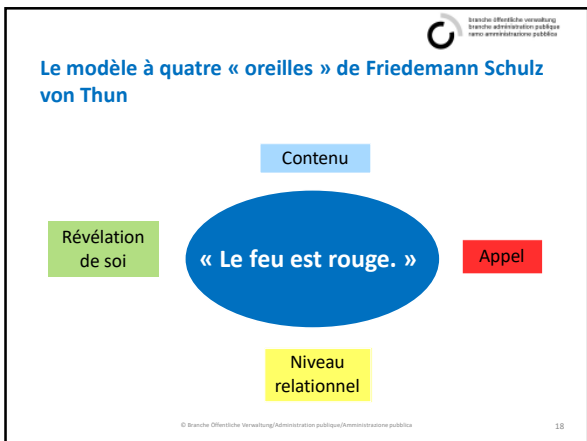 branche öffentliche verwaltung
branche administration publique
ramo amministrazione pubblica
Le modèle à quatre « oreilles » de Friedemann Schulz
von Thun
Contenu
Révélation
de soi
« Le feu est rouge. »
Appel
Niveau
relationnel
© Branche Öffentliche Verwaltung/Administration publique/Amministrazione pubblica
18